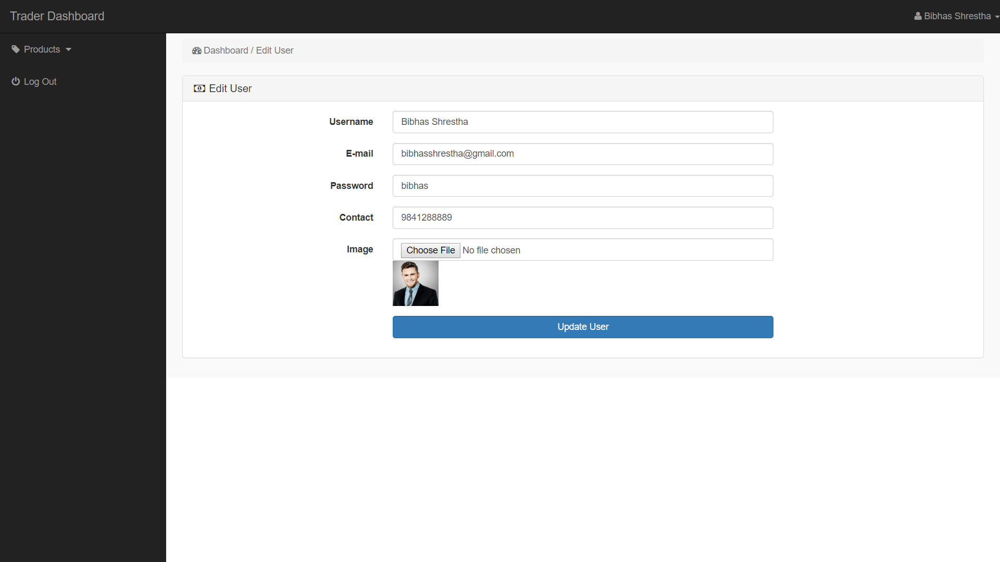 Trader Dashboard
Bibhas Shrestha
Products
Log Out
Dashboard / Edit User
Edit User
Username
Bibhas Shrestha
E-mail
bibhasshrestha@gmail.com
Password
bibhas
Contact
9841288889
Image
Choose File No file chosen
Update User